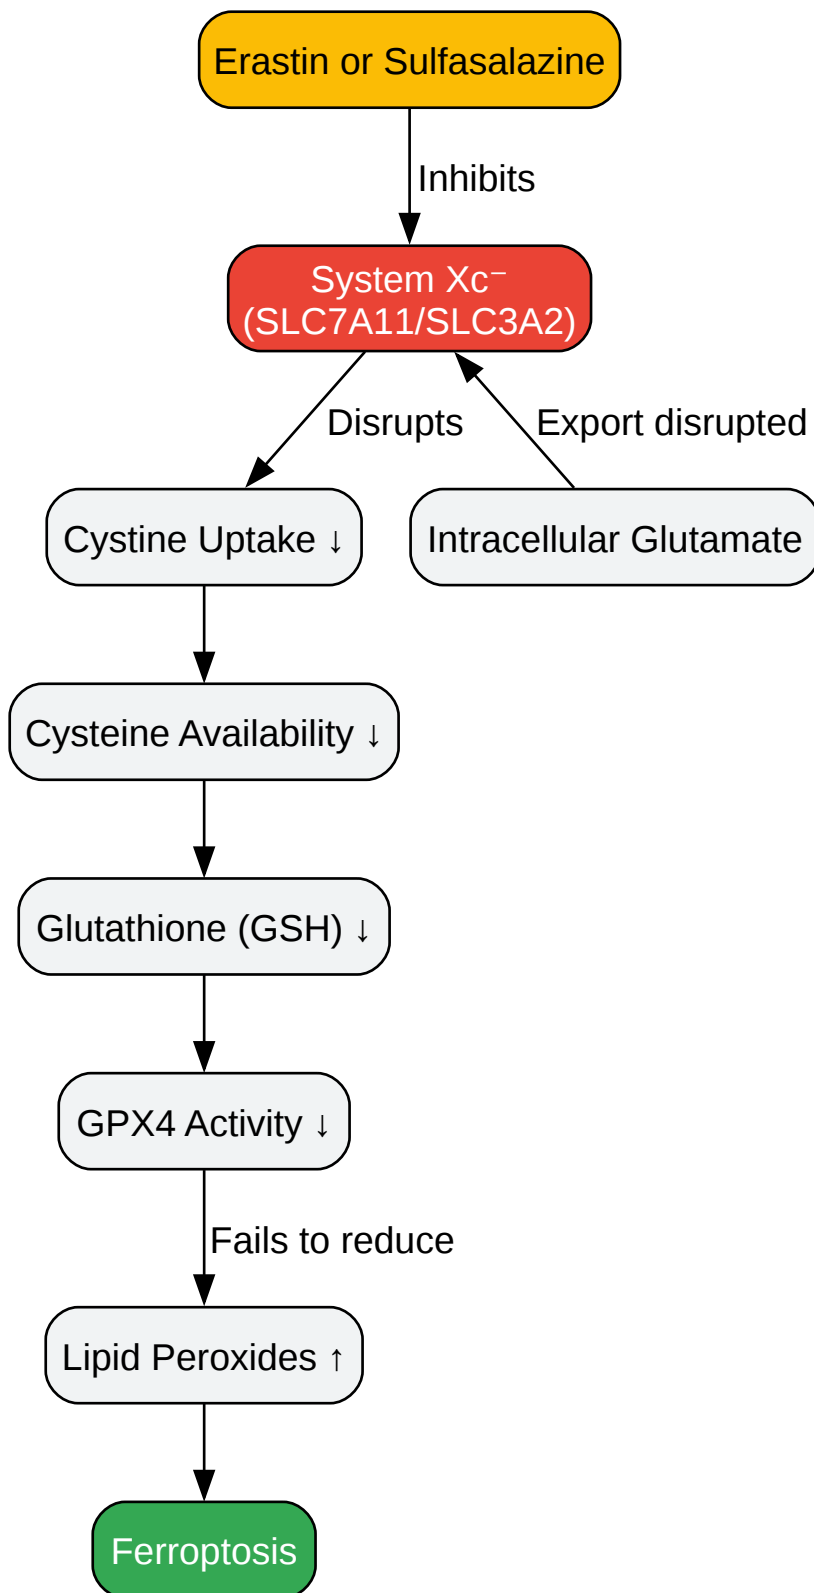 Erastin or Sulfasalazine
Inhibits
System Xc⁻
(SLC7A11/SLC3A2)
Disrupts
Export disrupted
Cystine Uptake ↓
Intracellular Glutamate
Cysteine Availability ↓
Glutathione (GSH) ↓
GPX4 Activity ↓
Fails to reduce
Lipid Peroxides ↑
Ferroptosis